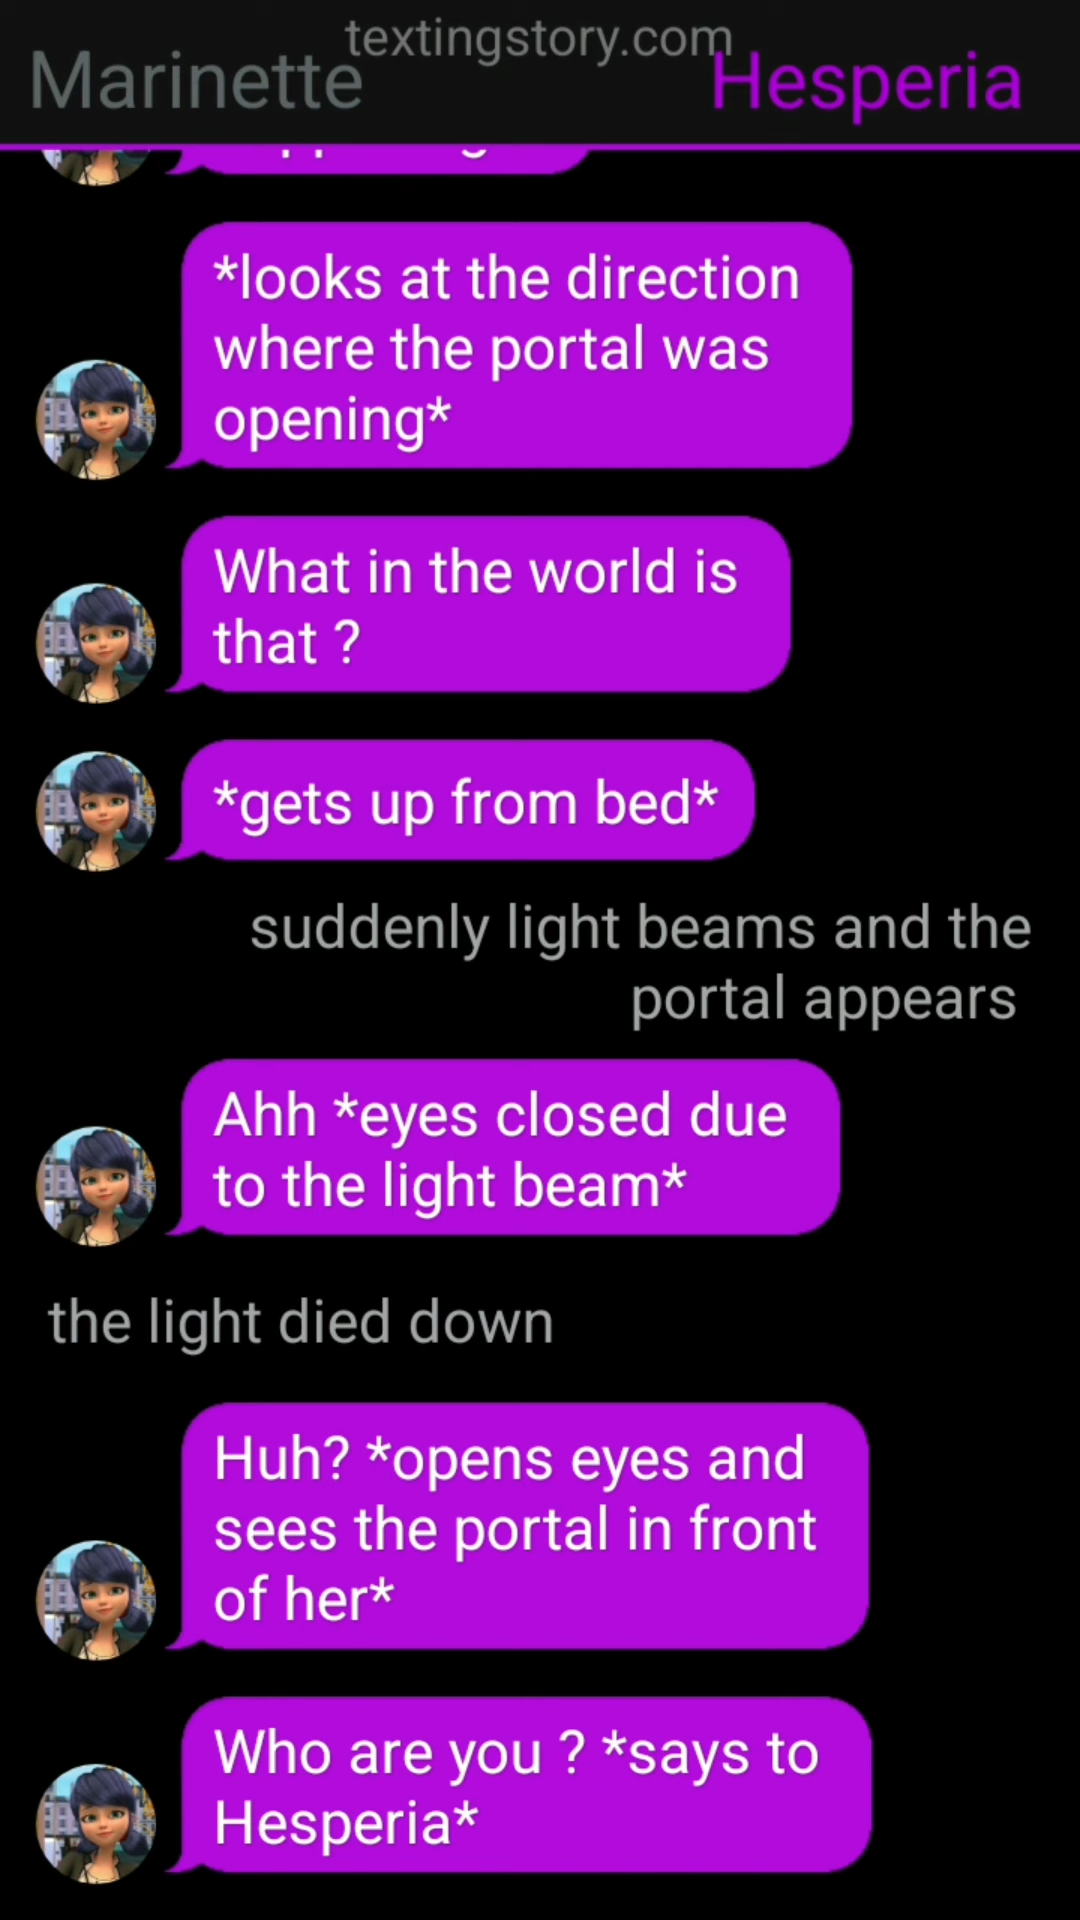 textingstory.com
Marinette
Hesperia
*looks at the direction
where the portal was
opening*
What in the world is
that ?
*gets up from bed*
suddenly light beams and the
portal appears
Ahh *eyes closed due
to the light beam*
the light died down
Huh? *opens eyes and
sees the portal in front
of her*
Who are you ? *says to
Hesperia*